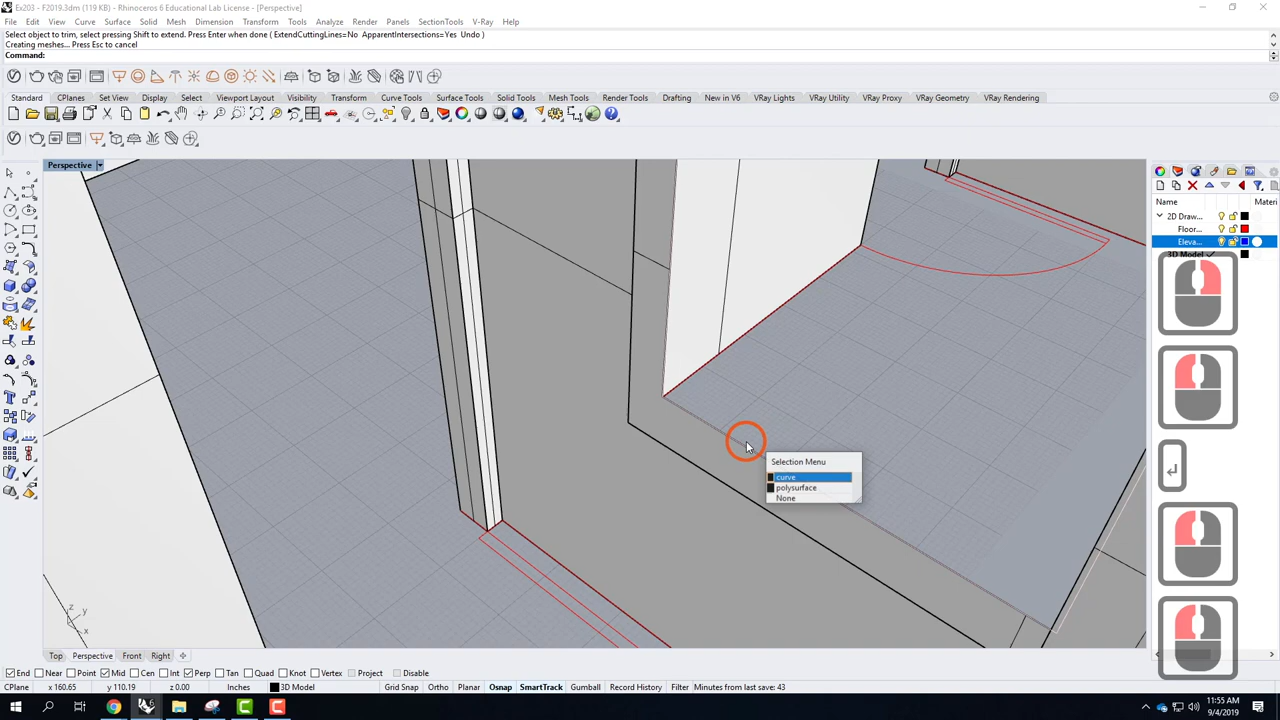 Ex203 - F2019.3dm (119 KB) - Rhinoceros 6 Educational Lab License - [Perspective]
File Edit View Curve Surface Solid Mesh Dimension Transform Tools Analyze Render Panels SectionTools V-Ray Help
Select object to trim, select pressing Shift to extend. Press Enter when done ( ExtendCuttingLines=No ApparentIntersections=Yes Undo )
Creating meshes... Press Esc to cancel
Command:
Standard CPlanes Set View Display Select Viewport Layout Visibility Transform Curve Tools Surface Tools Solid Tools Mesh Tools Render Tools Drafting New in V6 VRay Lights VRay Utility VRay Proxy VRay Geometry VRay Rendering
Perspective
Name Materi
2D Draw...
Floor...
Eleva...
3D Model
Selection Menu
curve
polysurface
None
z
y
x
Top Perspective Front Right
End Near Point Mid Cen Int Perp Tan Quad Knot Vertex Project Disable
CPlane x 160.65 y 110.19 z 0.00 Inches 3D Model Grid Snap Ortho Planar Osnap SmartTrack Gumball Record History Filter Minutes from last save: 43
11:55 AM
9/4/2019